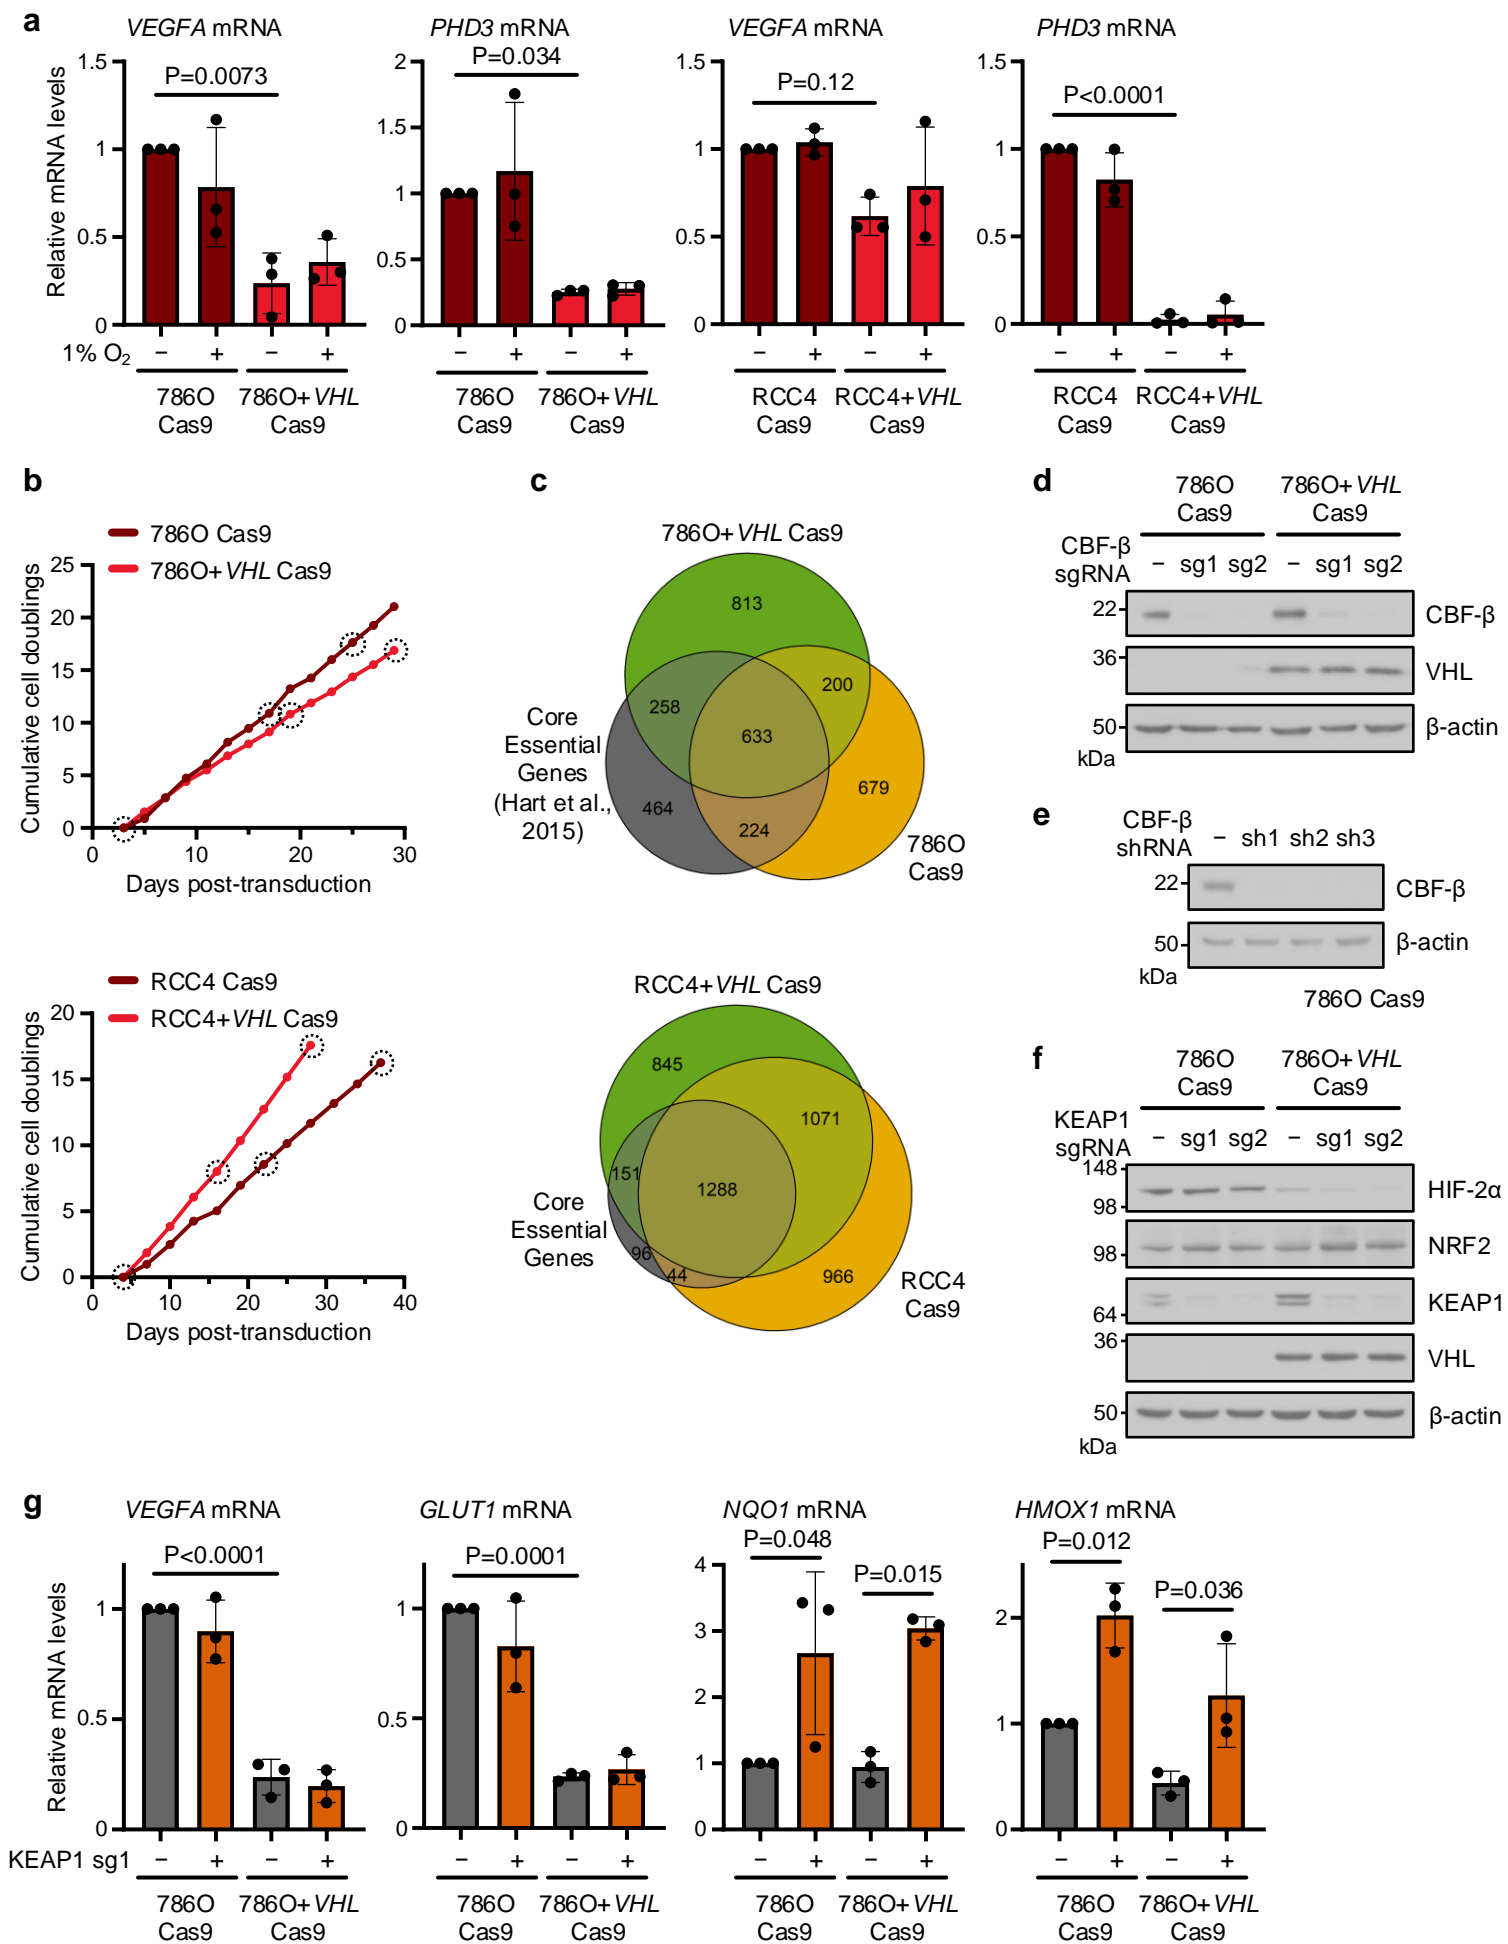 a
VEGFA mRNA
PHD3 mRNA
VEGFA mRNA
PHD3 mRNA
Relative mRNA levels
1.5
1
0.5
0
P=0.0073
2
1.5
1
0.5
0
P=0.034
1.5
1
0.5
0
P=0.12
1.5
1
0.5
0
P<0.0001
1% O2 − + − + − + − + − + − + − + − +
786O Cas9
786O+VHL Cas9
786O Cas9
786O+VHL Cas9
RCC4 Cas9
RCC4+VHL Cas9
RCC4 Cas9
RCC4+VHL Cas9
b
786O Cas9
786O+VHL Cas9
Cumulative cell doublings
25
20
15
10
5
0
0 10 20 30
Days post-transduction
RCC4 Cas9
RCC4+VHL Cas9
Cumulative cell doublings
20
15
10
5
0
0 10 20 30 40
Days post-transduction
c
786O+VHL Cas9
813
258
200
633
464
679
224
Core
Essential
Genes
(Hart et al.,
2015)
786O
Cas9
RCC4+VHL Cas9
845
1071
151
1288
96
44
966
Core
Essential
Genes
RCC4
Cas9
d
786O
Cas9
786O+VHL
Cas9
CBF-β
sgRNA
− sg1 sg2 − sg1 sg2
22
CBF-β
36
VHL
50
β-actin
kDa
e
CBF-β
shRNA
− sh1 sh2 sh3
22
CBF-β
50
β-actin
kDa
786O Cas9
f
786O
Cas9
786O+VHL
Cas9
KEAP1
sgRNA
− sg1 sg2 − sg1 sg2
148
98
HIF-2α
98
NRF2
64
KEAP1
36
VHL
50
β-actin
kDa
g
VEGFA mRNA
GLUT1 mRNA
NQO1 mRNA
HMOX1 mRNA
Relative mRNA levels
1
0.5
0
P<0.0001
1
0.5
0
P=0.0001
4
3
2
1
0
P=0.048
P=0.015
2
1
0
P=0.012
P=0.036
KEAP1 sg1 − + − + − + − + − + − + − + − +
786O Cas9
786O+VHL Cas9
786O Cas9
786O+VHL Cas9
786O Cas9
786O+VHL Cas9
786O Cas9
786O+VHL Cas9